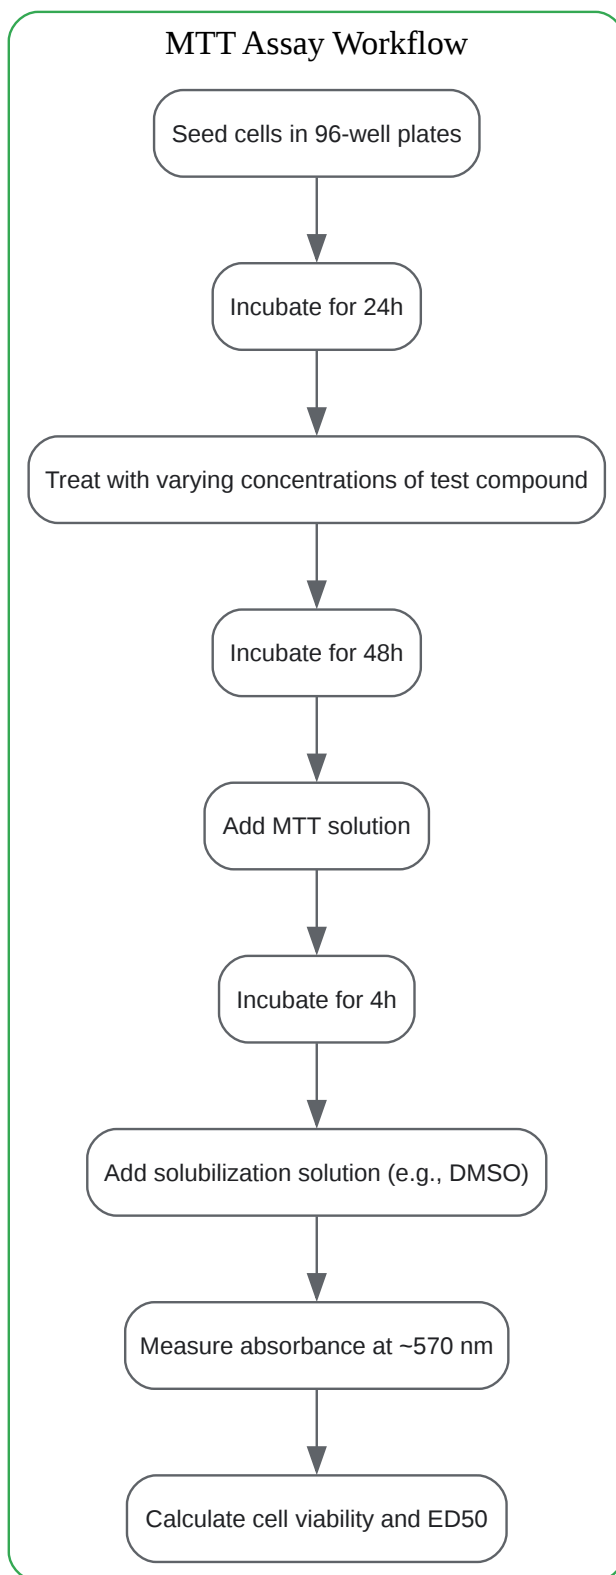 MTT Assay Workflow
Seed cells in 96-well plates
Incubate for 24h
Treat with varying concentrations of test compound
Incubate for 48h
Add MTT solution
Incubate for 4h
Add solubilization solution (e.g., DMSO)
Measure absorbance at ~570 nm
Calculate cell viability and ED50